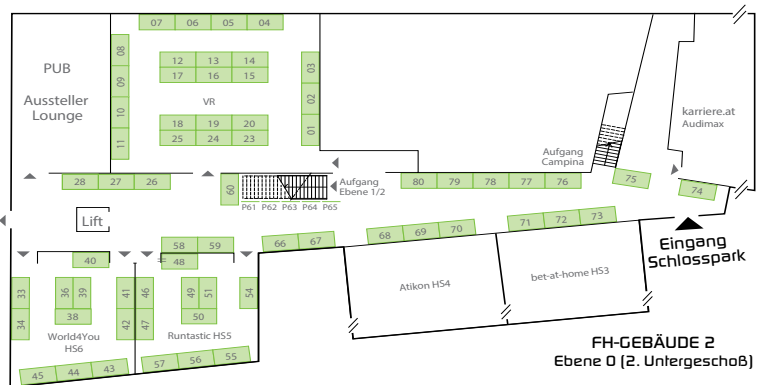 07 06 05 04
08
09
10
11
PUB
Aussteller
Lounge
12 13 14
17 16 15
VR
18 19 20
25 24 23
03
02
01
karriere.at
Audimax
Aufgang
Campina
28 27 26
60
P61 P62 P63 P64 P65
Aufgang
Ebene 1/2
80 79 78 77 76
75
74
Lift
58 59
48
66 67
68 69 70
71 72 73
Eingang
Schlosspark
40
33
34
36 39
38
41
42
World4You
HS6
45 44 43
46
47
49 51
50
54
Runtastic HS5
57 56 55
Atikon HS4
bet-at-home HS3
FH-GEBÄUDE 2
Ebene 0 (2. Untergeschoß)